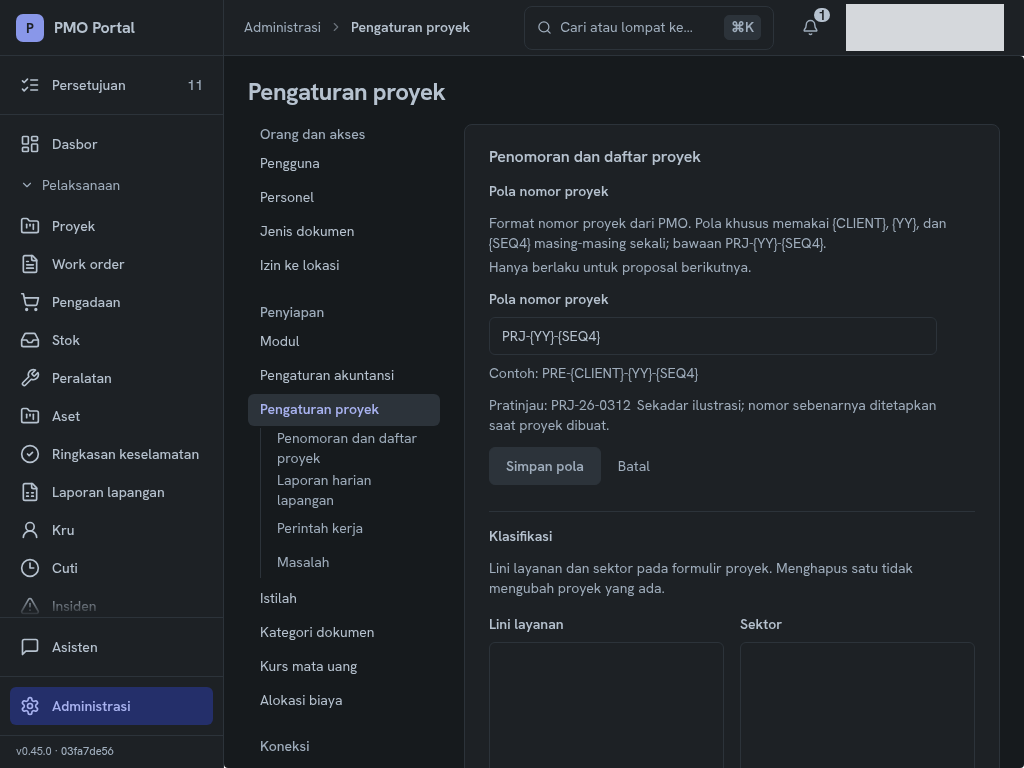 P PMO Portal
Administrasi > Pengaturan proyek
Cari atau lompat ke… ⌘K
1
Persetujuan 11
Dasbor
Pelaksanaan
Proyek
Work order
Pengadaan
Stok
Peralatan
Aset
Ringkasan keselamatan
Laporan lapangan
Kru
Cuti
Insiden
Asisten
Administrasi
v0.45.0 · 03fa7de56
Pengaturan proyek
Orang dan akses
Pengguna
Personel
Jenis dokumen
Izin ke lokasi
Penyiapan
Modul
Pengaturan akuntansi
Pengaturan proyek
Penomoran dan daftar
proyek
Laporan harian
lapangan
Perintah kerja
Masalah
Istilah
Kategori dokumen
Kurs mata uang
Alokasi biaya
Koneksi
Penomoran dan daftar proyek
Pola nomor proyek
Format nomor proyek dari PMO. Pola khusus memakai {CLIENT}, {YY}, dan
{SEQ4} masing-masing sekali; bawaan PRJ-{YY}-{SEQ4}.
Hanya berlaku untuk proposal berikutnya.
Pola nomor proyek
PRJ-{YY}-{SEQ4}
Contoh: PRE-{CLIENT}-{YY}-{SEQ4}
Pratinjau: PRJ-26-0312 Sekadar ilustrasi; nomor sebenarnya ditetapkan
saat proyek dibuat.
Simpan pola Batal
Klasifikasi
Lini layanan dan sektor pada formulir proyek. Menghapus satu tidak
mengubah proyek yang ada.
Lini layanan Sektor